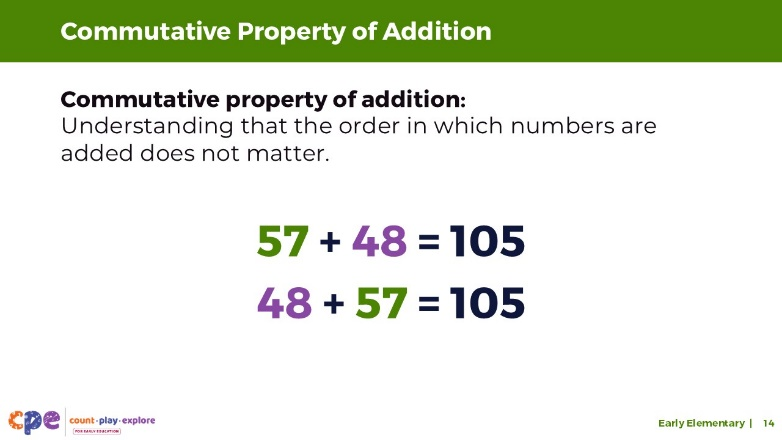 Commutative Property of Addition
Commutative property of addition:
Understanding that the order in which numbers are
added does not matter.
57 + 48 = 105
48 + 57 = 105
cpe
count·play·explore
FOR EARLY EDUCATION
Early Elementary | 14